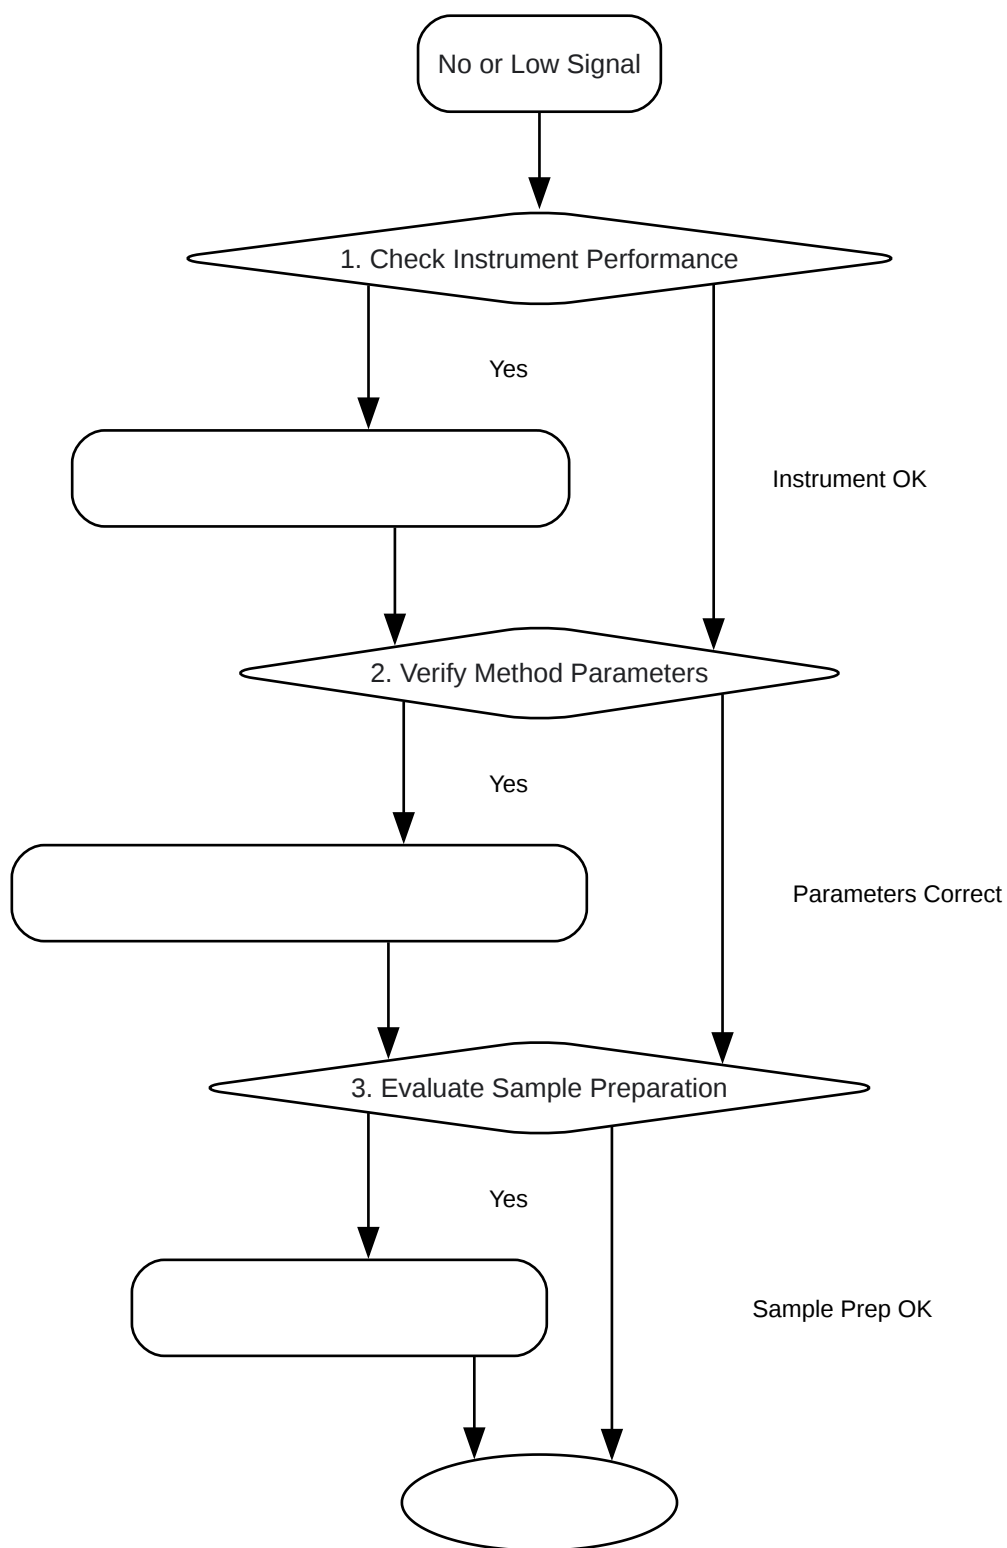 No or Low Signal
1. Check Instrument Performance
Yes
Instrument OK
2. Verify Method Parameters
Yes
Parameters Correct
3. Evaluate Sample Preparation
Yes
Sample Prep OK